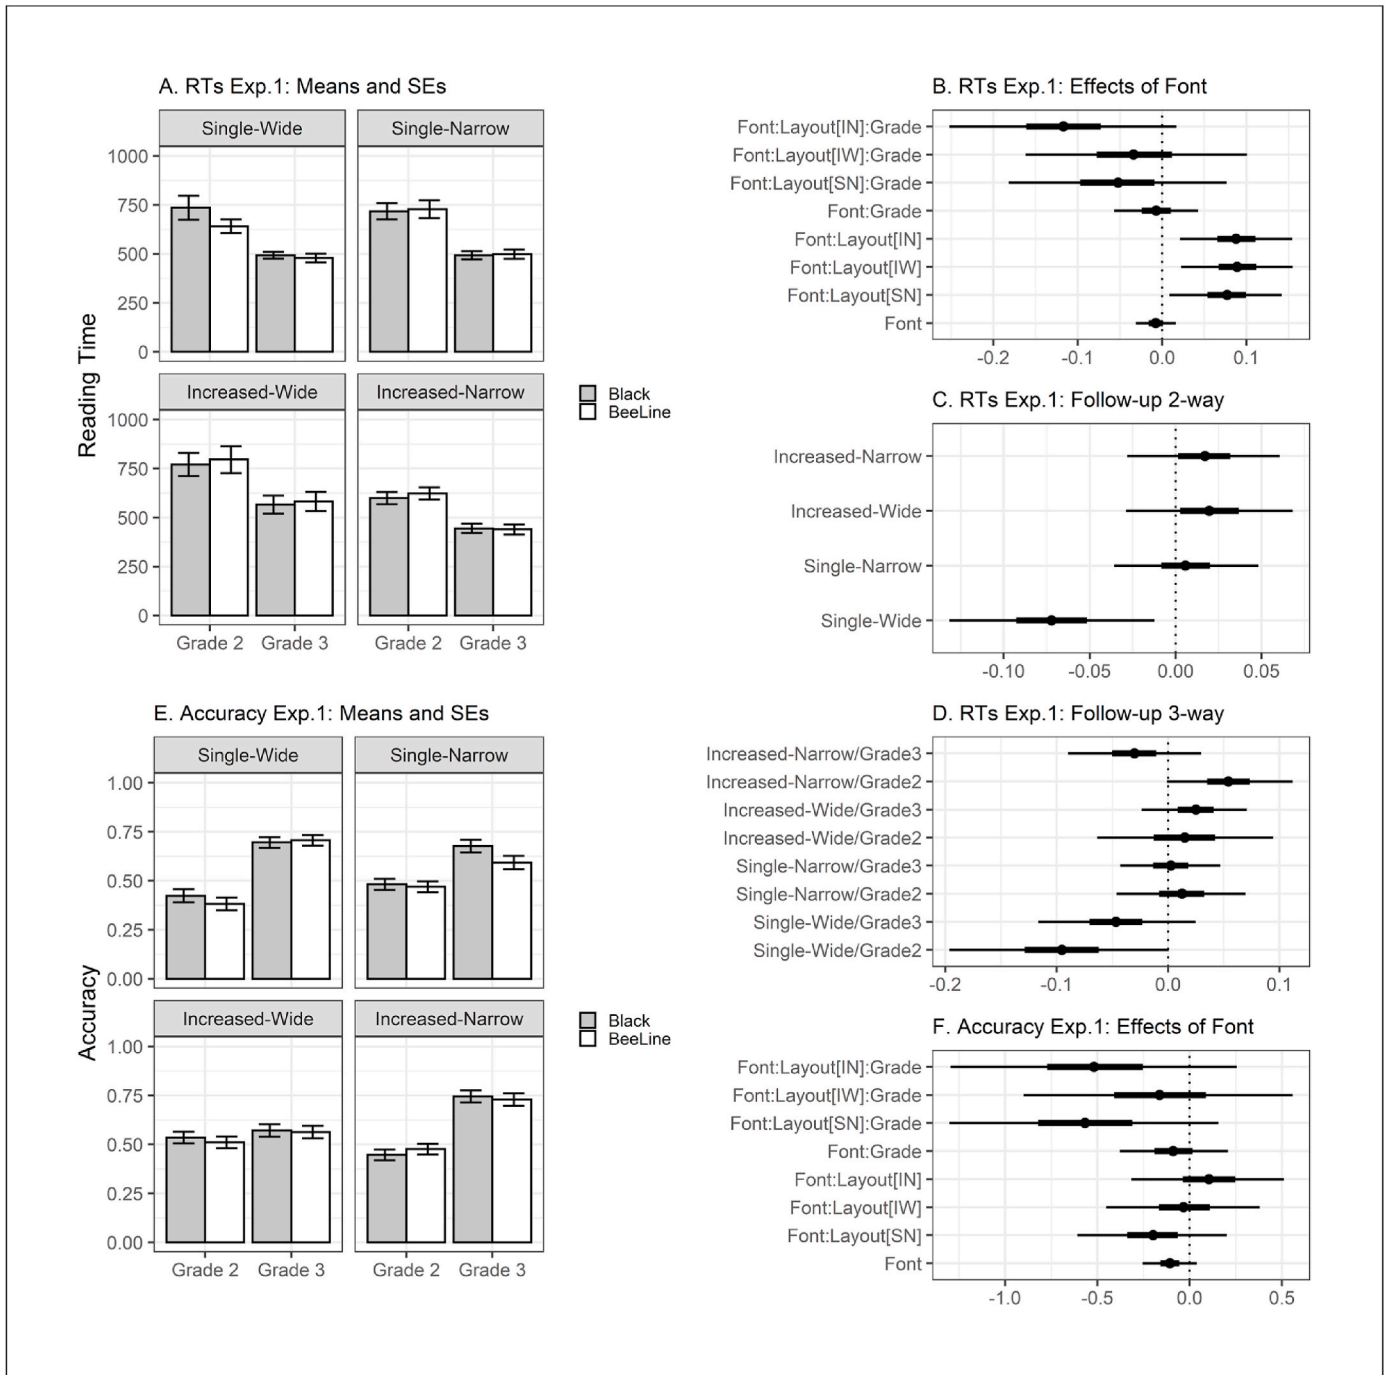 A. RTs Exp.1: Means and SEs
Single-Wide Single-Narrow
1000
750
500
250
0
Increased-Wide Increased-Narrow
1000
750
500
250
0
Grade 2 Grade 3 Grade 2 Grade 3
Reading Time
Black
BeeLine
B. RTs Exp.1: Effects of Font
Font:Layout[IN]:Grade
Font:Layout[IW]:Grade
Font:Layout[SN]:Grade
Font:Grade
Font:Layout[IN]
Font:Layout[IW]
Font:Layout[SN]
Font
-0.2 -0.1 0.0 0.1
C. RTs Exp.1: Follow-up 2-way
Increased-Narrow
Increased-Wide
Single-Narrow
Single-Wide
-0.10 -0.05 0.00 0.05
E. Accuracy Exp.1: Means and SEs
Single-Wide Single-Narrow
1.00
0.75
0.50
0.25
0.00
Increased-Wide Increased-Narrow
1.00
0.75
0.50
0.25
0.00
Grade 2 Grade 3 Grade 2 Grade 3
Accuracy
Black
BeeLine
D. RTs Exp.1: Follow-up 3-way
Increased-Narrow/Grade3
Increased-Narrow/Grade2
Increased-Wide/Grade3
Increased-Wide/Grade2
Single-Narrow/Grade3
Single-Narrow/Grade2
Single-Wide/Grade3
Single-Wide/Grade2
-0.2 -0.1 0.0 0.1
F. Accuracy Exp.1: Effects of Font
Font:Layout[IN]:Grade
Font:Layout[IW]:Grade
Font:Layout[SN]:Grade
Font:Grade
Font:Layout[IN]
Font:Layout[IW]
Font:Layout[SN]
Font
-1.0 -0.5 0.0 0.5